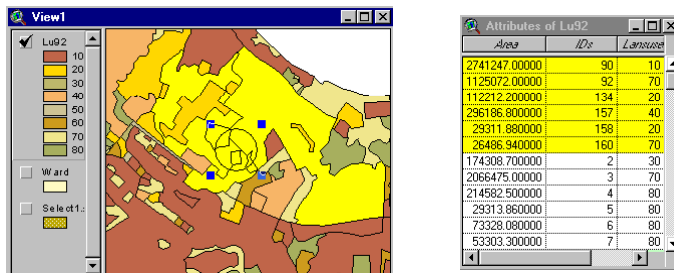 View1
Lu92
10
20
30
40
50
60
70
80
Ward
Select1.
Attributes of Lu92
Area IDs Lansuse
2741247.00000 90 10
1125072.00000 92 70
112212.200000 134 20
296186.800000 157 40
29311.880000 158 20
26486.940000 160 70
174308.700000 2 30
2066475.00000 3 70
214582.500000 4 80
29313.860000 5 80
73328.080000 6 80
53303.300000 7 80